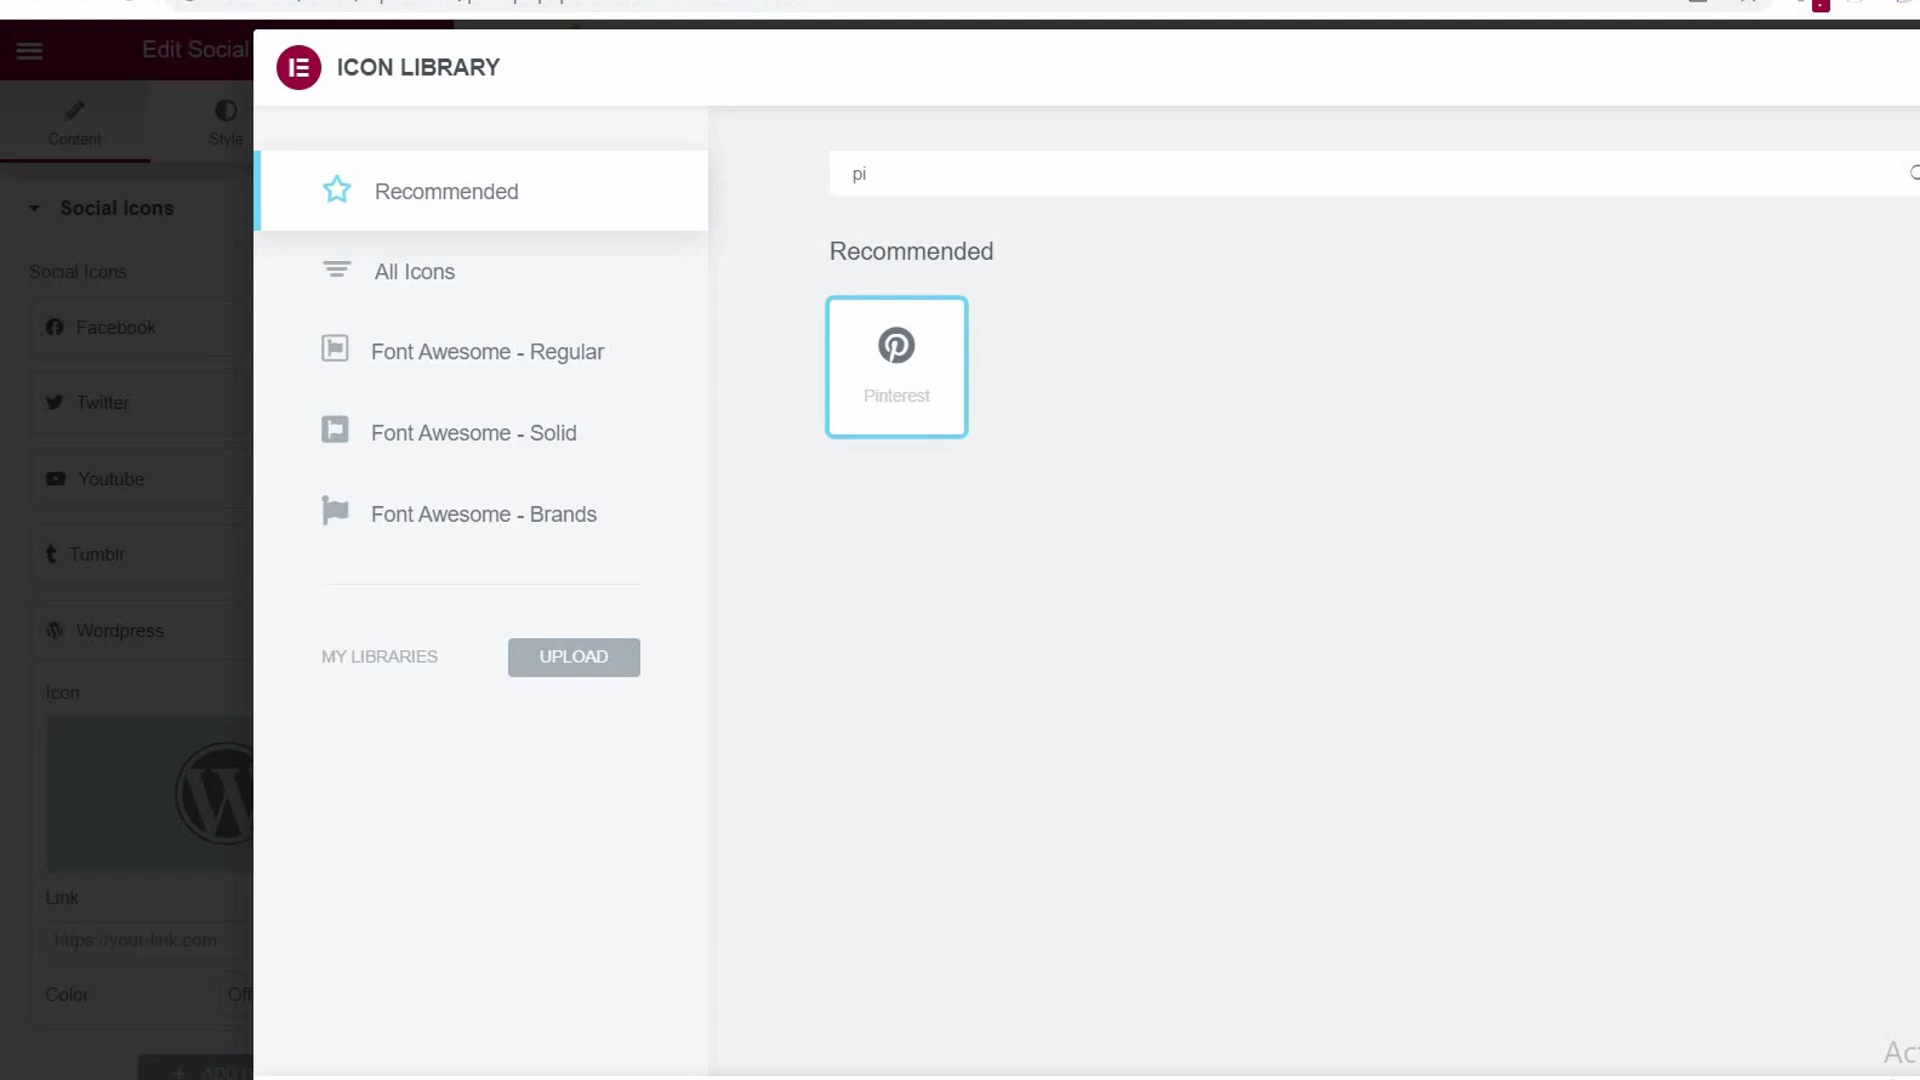 Edit Social
ICON LIBRARY
Content
Style
Recommended
pi
Social Icons
Recommended
All Icons
Social Icons
Facebook
Font Awesome - Regular
Pinterest
Twitter
Font Awesome - Solid
Youtube
Font Awesome - Brands
Tumblr
Wordpress
MY LIBRARIES
UPLOAD
Icon
Link
https://your-link.com
Color
Off
Act